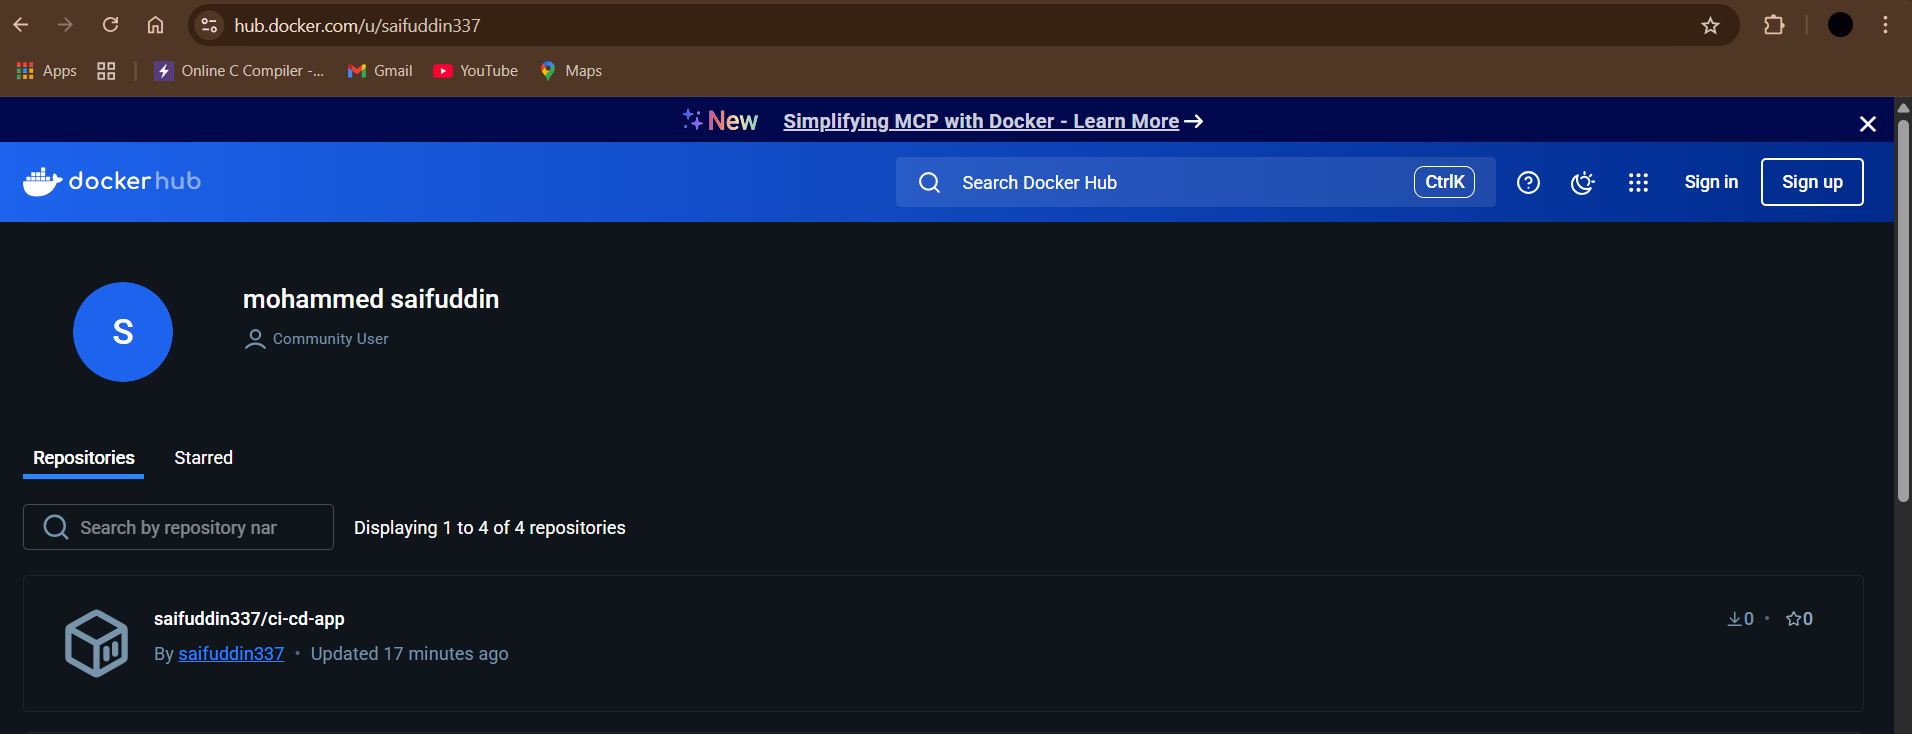 hub.docker.com/u/saifuddin337
Apps
Online C Compiler -...
Gmail
YouTube
Maps
New Simplifying MCP with Docker - Learn More
docker hub
Search Docker Hub
CtrlK
Sign in
Sign up
S
mohammed saifuddin
Community User
Repositories
Starred
Search by repository nar
Displaying 1 to 4 of 4 repositories
saifuddin337/ci-cd-app
0 • 0
By saifuddin337 • Updated 17 minutes ago